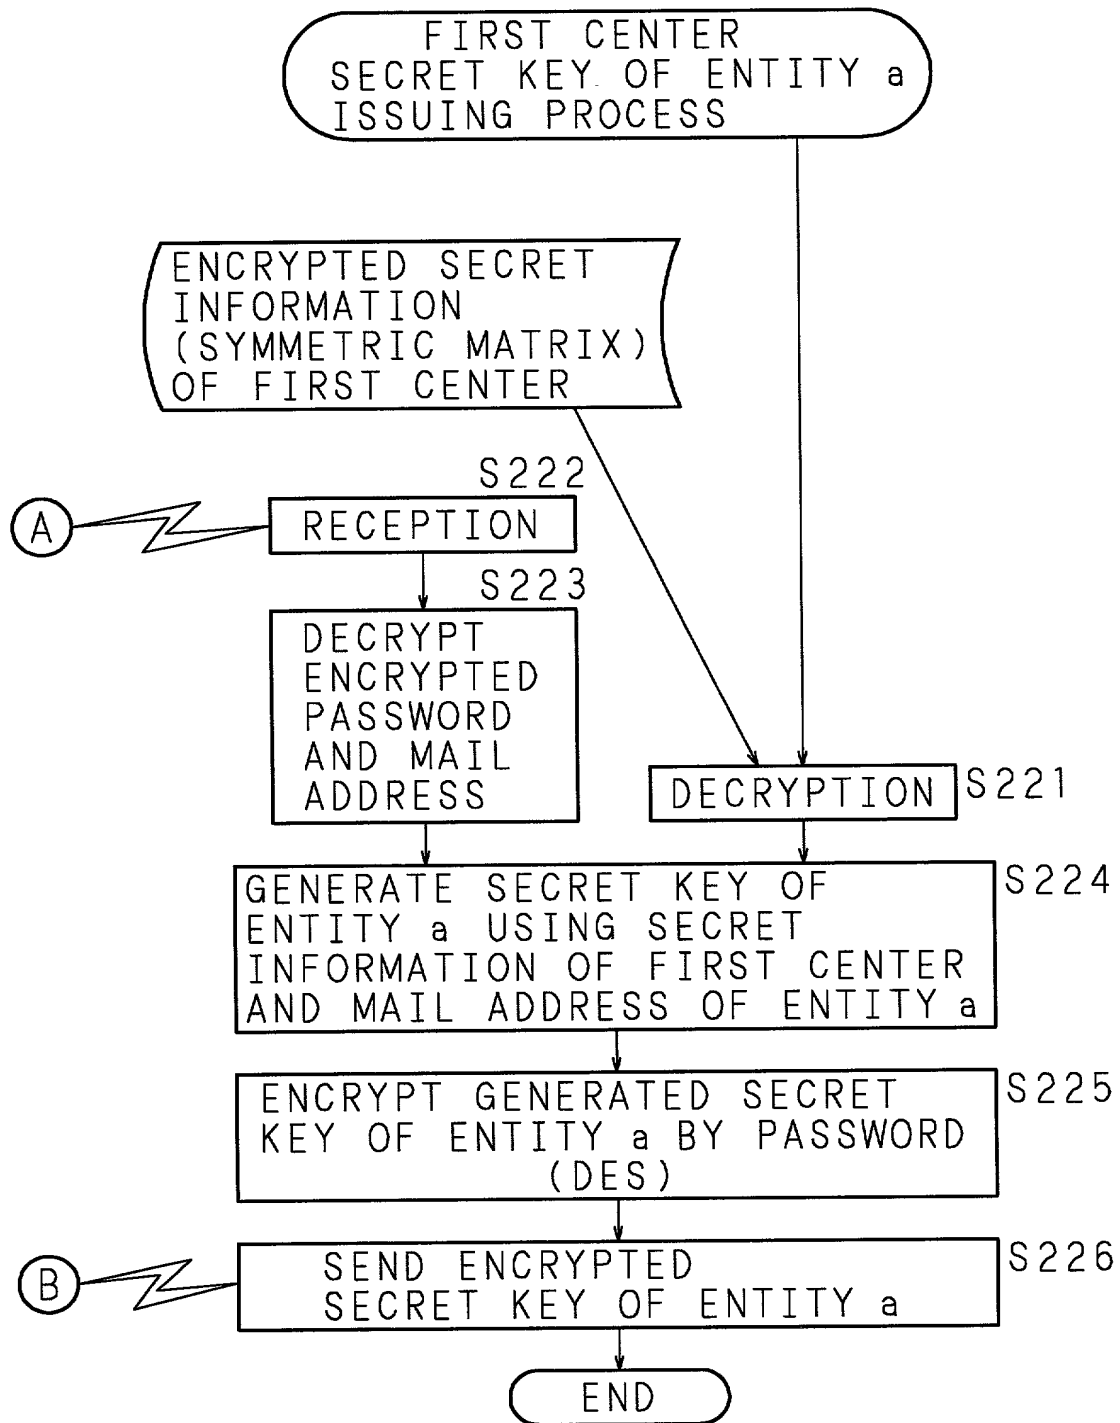 FIRST CENTER
SECRET KEY OF ENTITY a
ISSUING PROCESS
ENCRYPTED SECRET
INFORMATION
(SYMMETRIC MATRIX)
OF FIRST CENTER
S222
A
RECEPTION
S223
DECRYPT
ENCRYPTED
PASSWORD
AND MAIL
ADDRESS
DECRYPTION
S221
GENERATE SECRET KEY OF
ENTITY a USING SECRET
INFORMATION OF FIRST CENTER
AND MAIL ADDRESS OF ENTITY a
S224
ENCRYPT GENERATED SECRET
KEY OF ENTITY a BY PASSWORD
(DES)
S225
B
SEND ENCRYPTED
SECRET KEY OF ENTITY a
S226
END